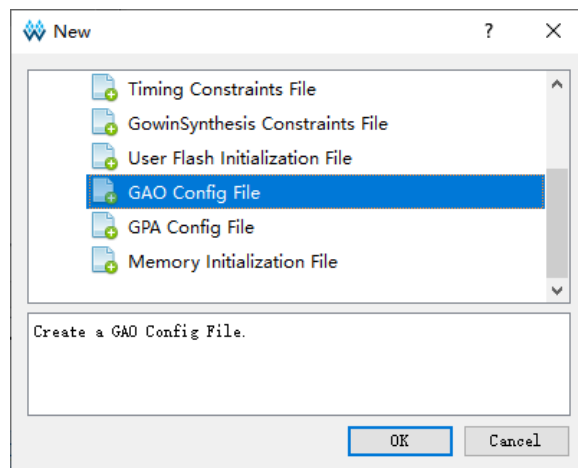 New
?
Timing Constraints File
GowinSynthesis Constraints File
User Flash Initialization File
GAO Config File
GPA Config File
Memory Initialization File
Create a GAO Config File.
OK Cancel